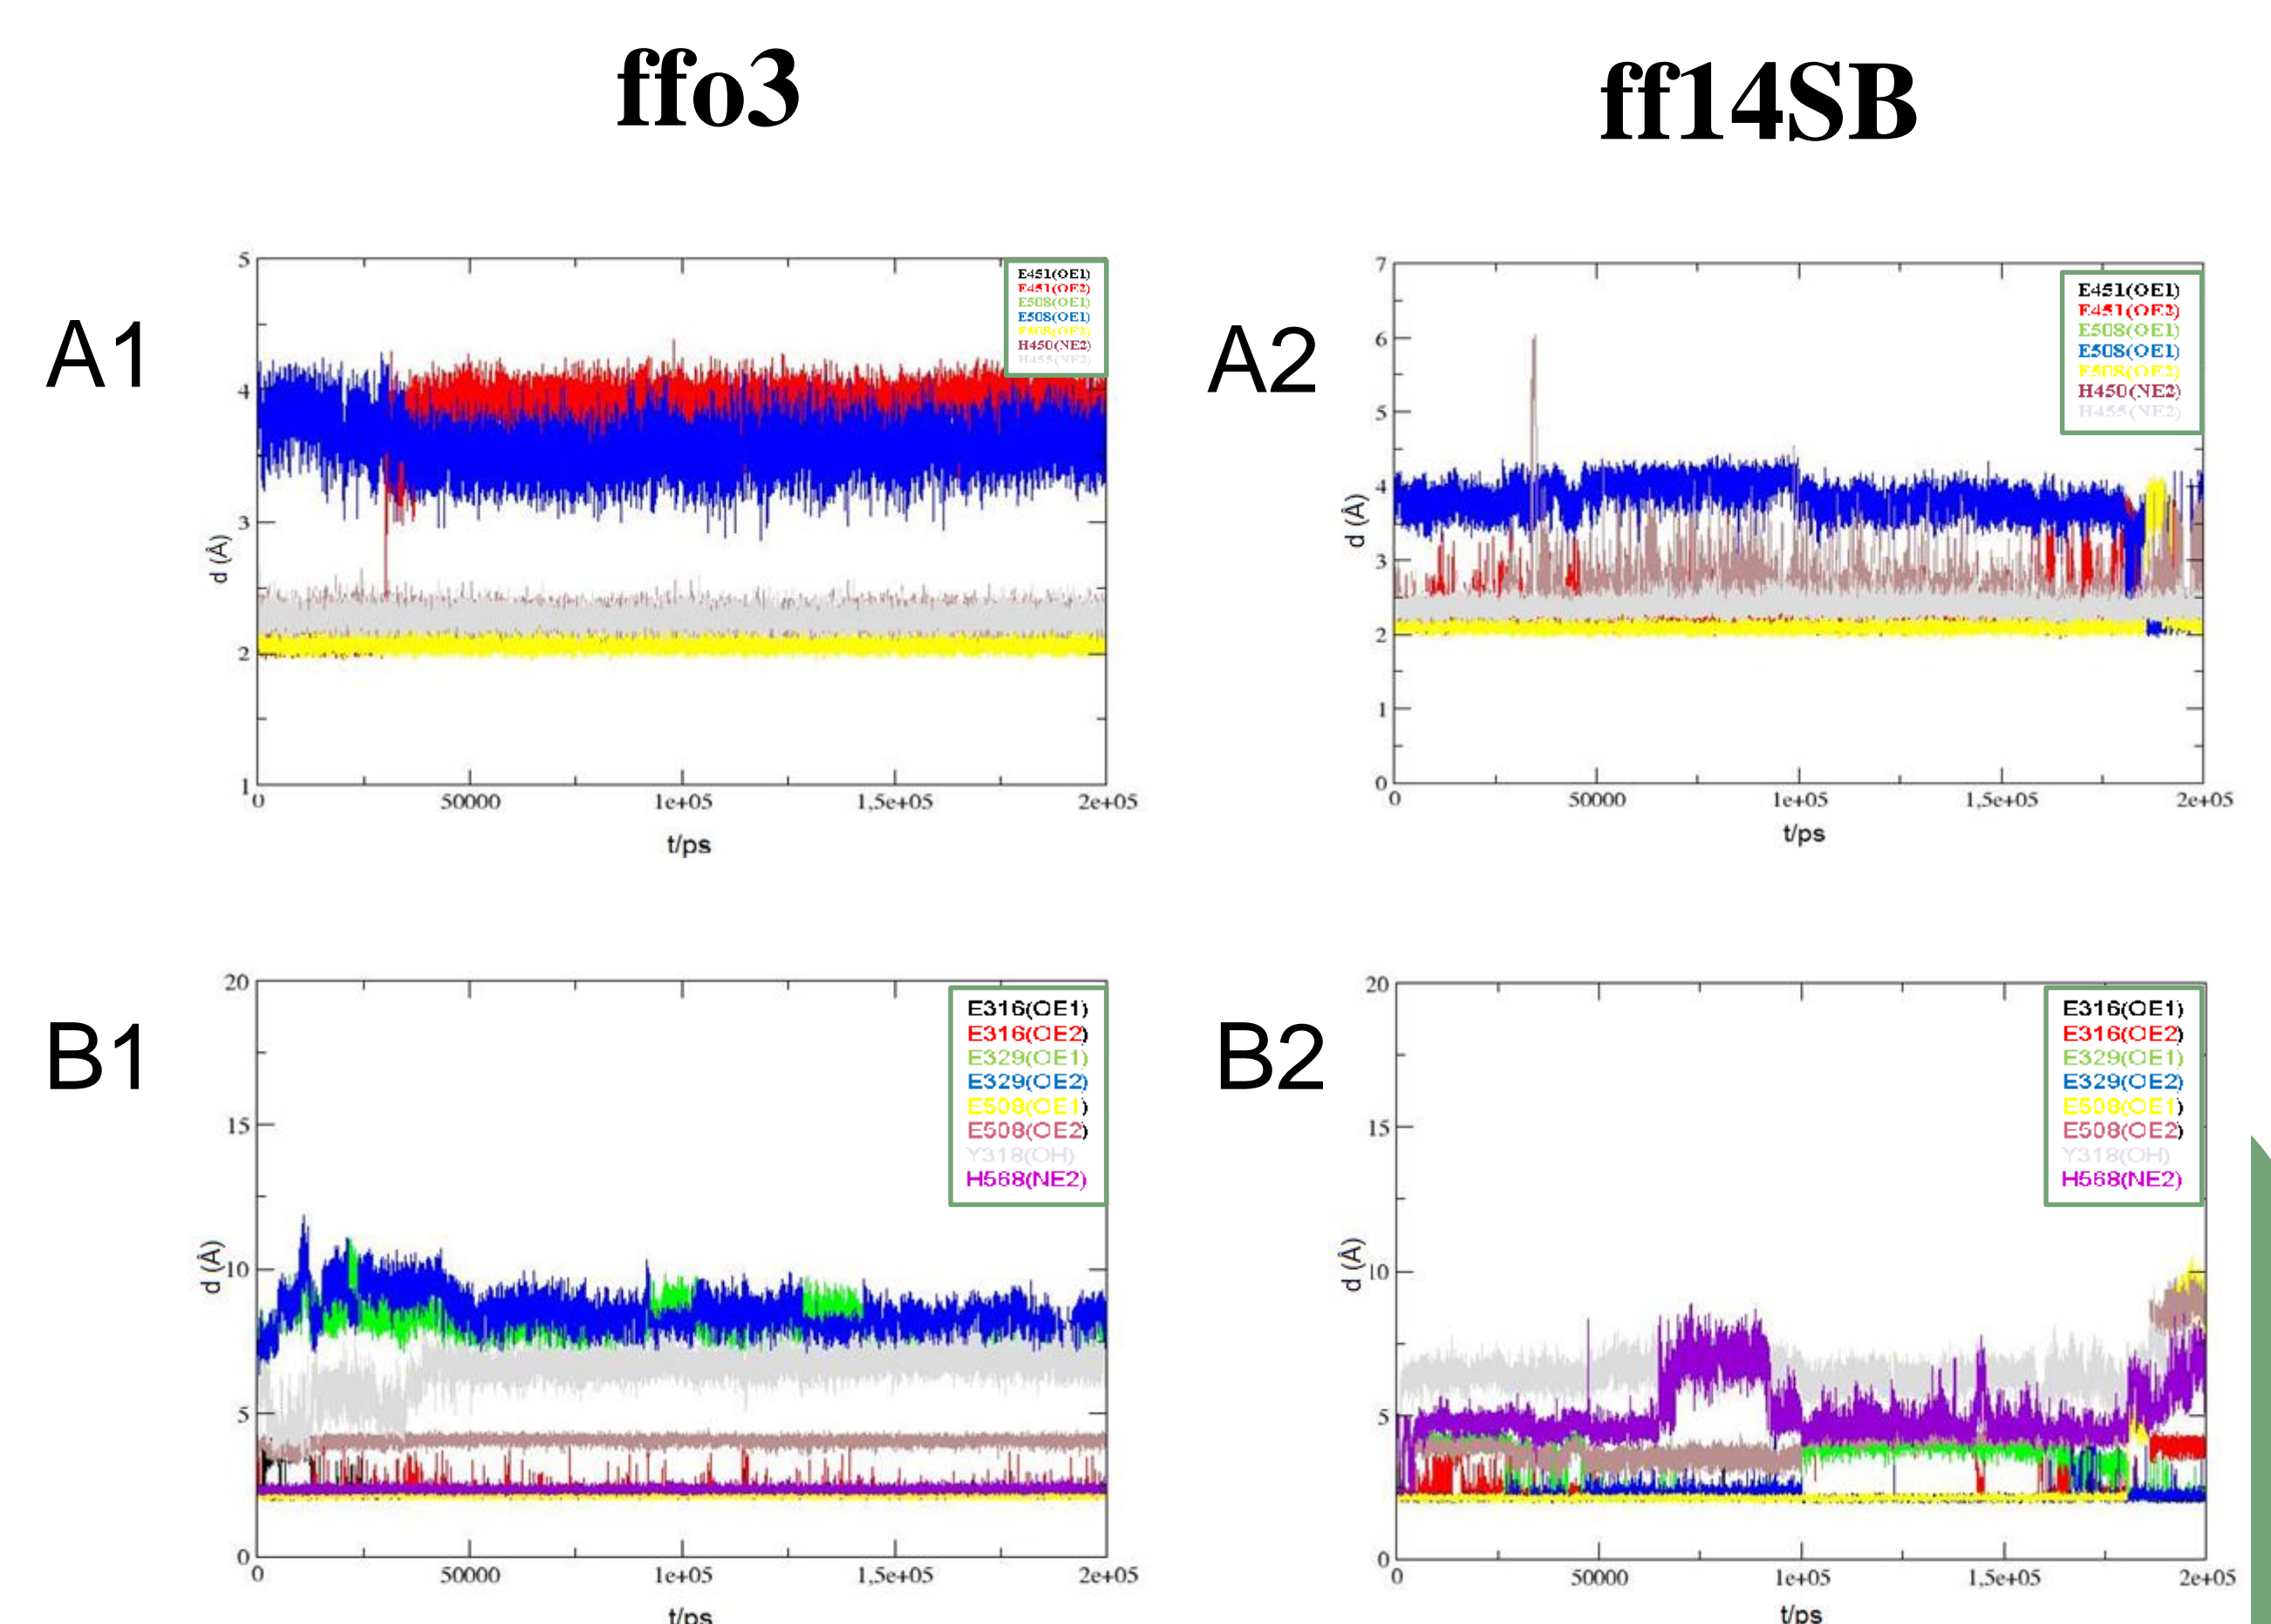 ffo3
ff14SB
A1
5
4
3
2
1
d (Å)
0
50000
1e+05
1,5e+05
2e+05
t/ps
E451(OE1)
E451(OE2)
E508(OE1)
E508(OE1)
E508(OE2)
H450(NE2)
H455(NE2)
A2
7
6
5
4
3
2
1
0
d (Å)
0
50000
1e+05
1,5e+05
2e+05
t/ps
E451(OE1)
E451(OE2)
E508(OE1)
E508(OE1)
E508(OE2)
H450(NE2)
H455(NE2)
B1
20
15
10
5
0
d (Å)
0
50000
1e+05
1,5e+05
2e+05
t/ps
E316(OE1)
E316(OE2)
E329(OE1)
E329(OE2)
E508(OE1)
E508(OE2)
Y318(OH)
H568(NE2)
B2
20
15
10
5
0
d (Å)
0
50000
1e+05
1,5e+05
2e+05
t/ps
E316(OE1)
E316(OE2)
E329(OE1)
E329(OE2)
E508(OE1)
E508(OE2)
Y318(OH)
H568(NE2)